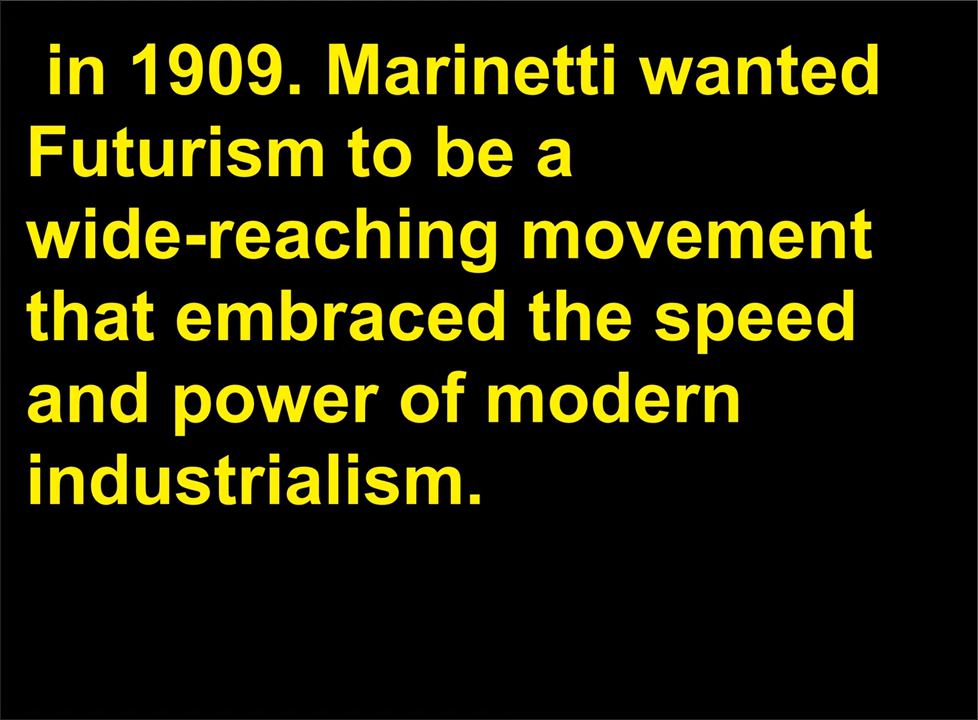 in 1909. Marinetti wanted
Futurism to be a
wide-reaching movement
that embraced the speed
and power of modern
industrialism.